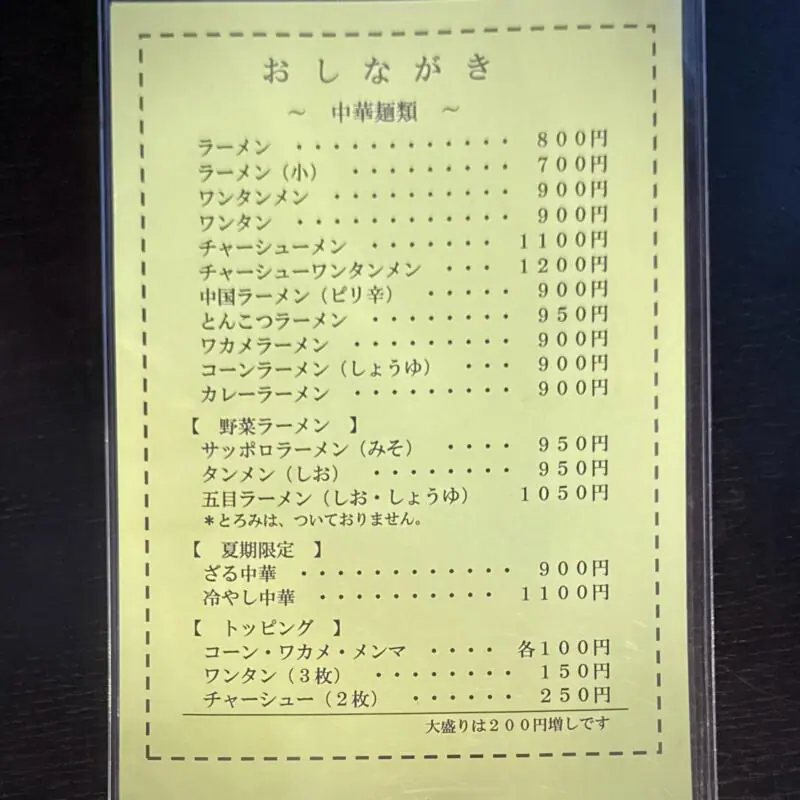 おしながき
～ 中華麺類 ～
ラーメン ・・・・・・・・・・・・ 800円
ラーメン（小） ・・・・・・・・・ 700円
ワンタンメン ・・・・・・・・・・ 900円
ワンタン ・・・・・・・・・・・・ 900円
チャーシューメン ・・・・・・・ 1100円
チャーシューワンタンメン ・・・ 1200円
中国ラーメン（ピリ辛） ・・・・・ 900円
とんこつラーメン ・・・・・・・・ 950円
ワカメラーメン ・・・・・・・・・ 900円
コーンラーメン（しょうゆ） ・・・ 900円
カレーラーメン ・・・・・・・・・ 900円
【 野菜ラーメン 】
サッポロラーメン（みそ） ・・・・ 950円
タンメン（しお） ・・・・・・・・ 950円
五目ラーメン（しお・しょうゆ） 1050円
＊とろみは、ついておりません。
【 夏期限定 】
ざる中華 ・・・・・・・・・・・・ 900円
冷やし中華 ・・・・・・・・・・ 1100円
【 トッピング 】
コーン・ワカメ・メンマ ・・・・ 各100円
ワンタン（3枚） ・・・・・・・・ 150円
チャーシュー（2枚） ・・・・・・ 250円
大盛りは200円増しです